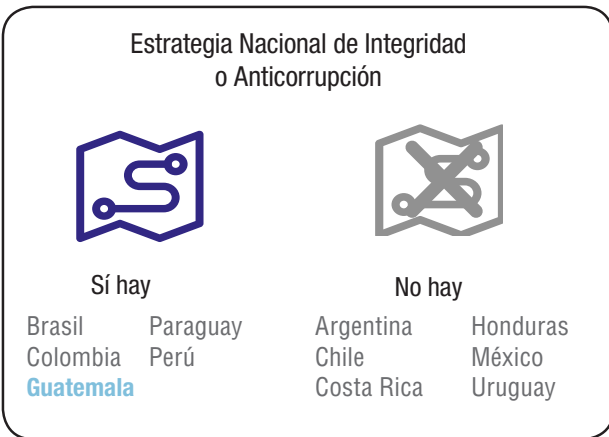 Estrategia Nacional de Integridad
o Anticorrupción
Sí hay
Brasil Paraguay
Colombia Perú
Guatemala
No hay
Argentina Honduras
Chile México
Costa Rica Uruguay